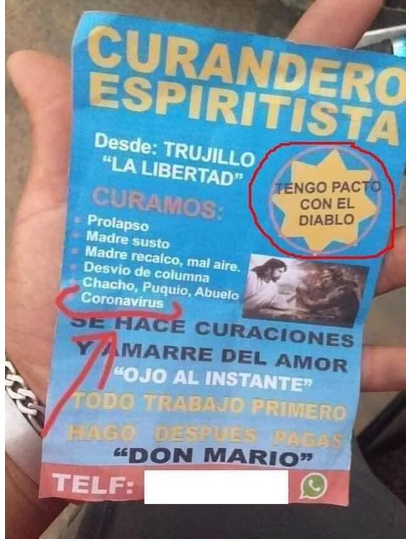 CURANDERO
ESPIRITISTA
Desde: TRUJILLO
"LA LIBERTAD"
TENGO PACTO
CON EL
DIABLO
CURAMOS:
Prolapso
Madre susto
Madre recalco, mal aire.
Desvio de columna
Chacho, Puquio, Abuelo
Coronavirus
SE HACE CURACIONES
Y AMARRE DEL AMOR
"OJO AL INSTANTE"
TODO TRABAJO PRIMERO
HAGO DESPUES PAGAS
"DON MARIO"
TELF: